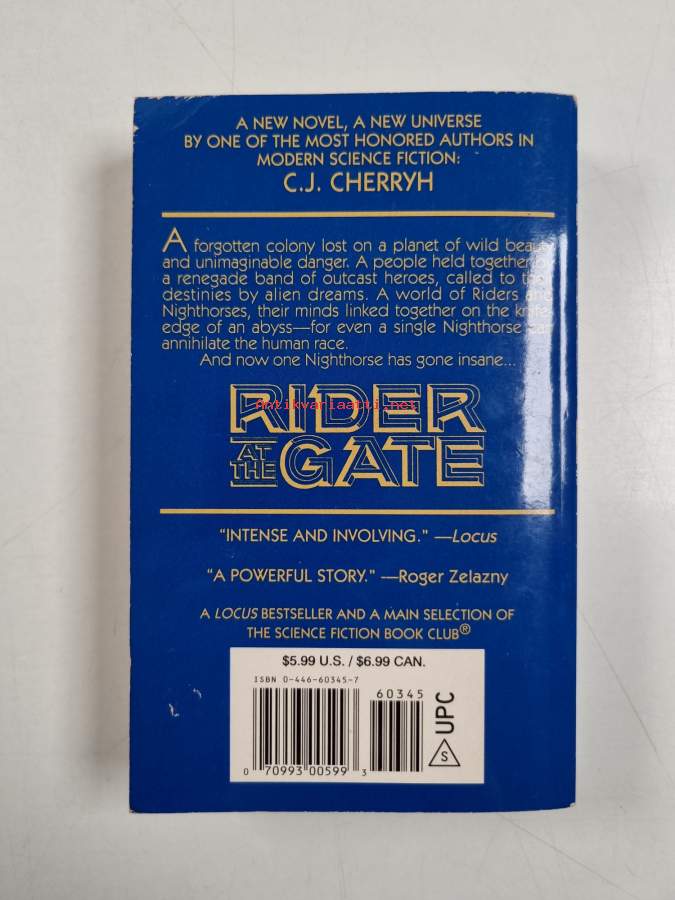 A NEW NOVEL, A NEW UNIVERSE
BY ONE OF THE MOST HONORED AUTHORS IN
MODERN SCIENCE FICTION:
C.J. CHERRYH
A forgotten colony lost on a planet of wild beauty
and unimaginable danger. A people held together by
a renegade band of outcast heroes, called to their
destinies by alien dreams. A world of Riders and
Nighthorses, their minds linked together on the knife-
edge of an abyss—for even a single Nighthorse can
annihilate the human race.
And now one Nighthorse has gone insane...
RIDER
AT THE GATE
Antikvariaatti.net
"INTENSE AND INVOLVING." —Locus
"A POWERFUL STORY." —Roger Zelazny
A LOCUS BESTSELLER AND A MAIN SELECTION OF
THE SCIENCE FICTION BOOK CLUB®
$5.99 U.S. / $6.99 CAN.
ISBN 0-446-60345-7
60345
0 70993 00599 3
S UPC